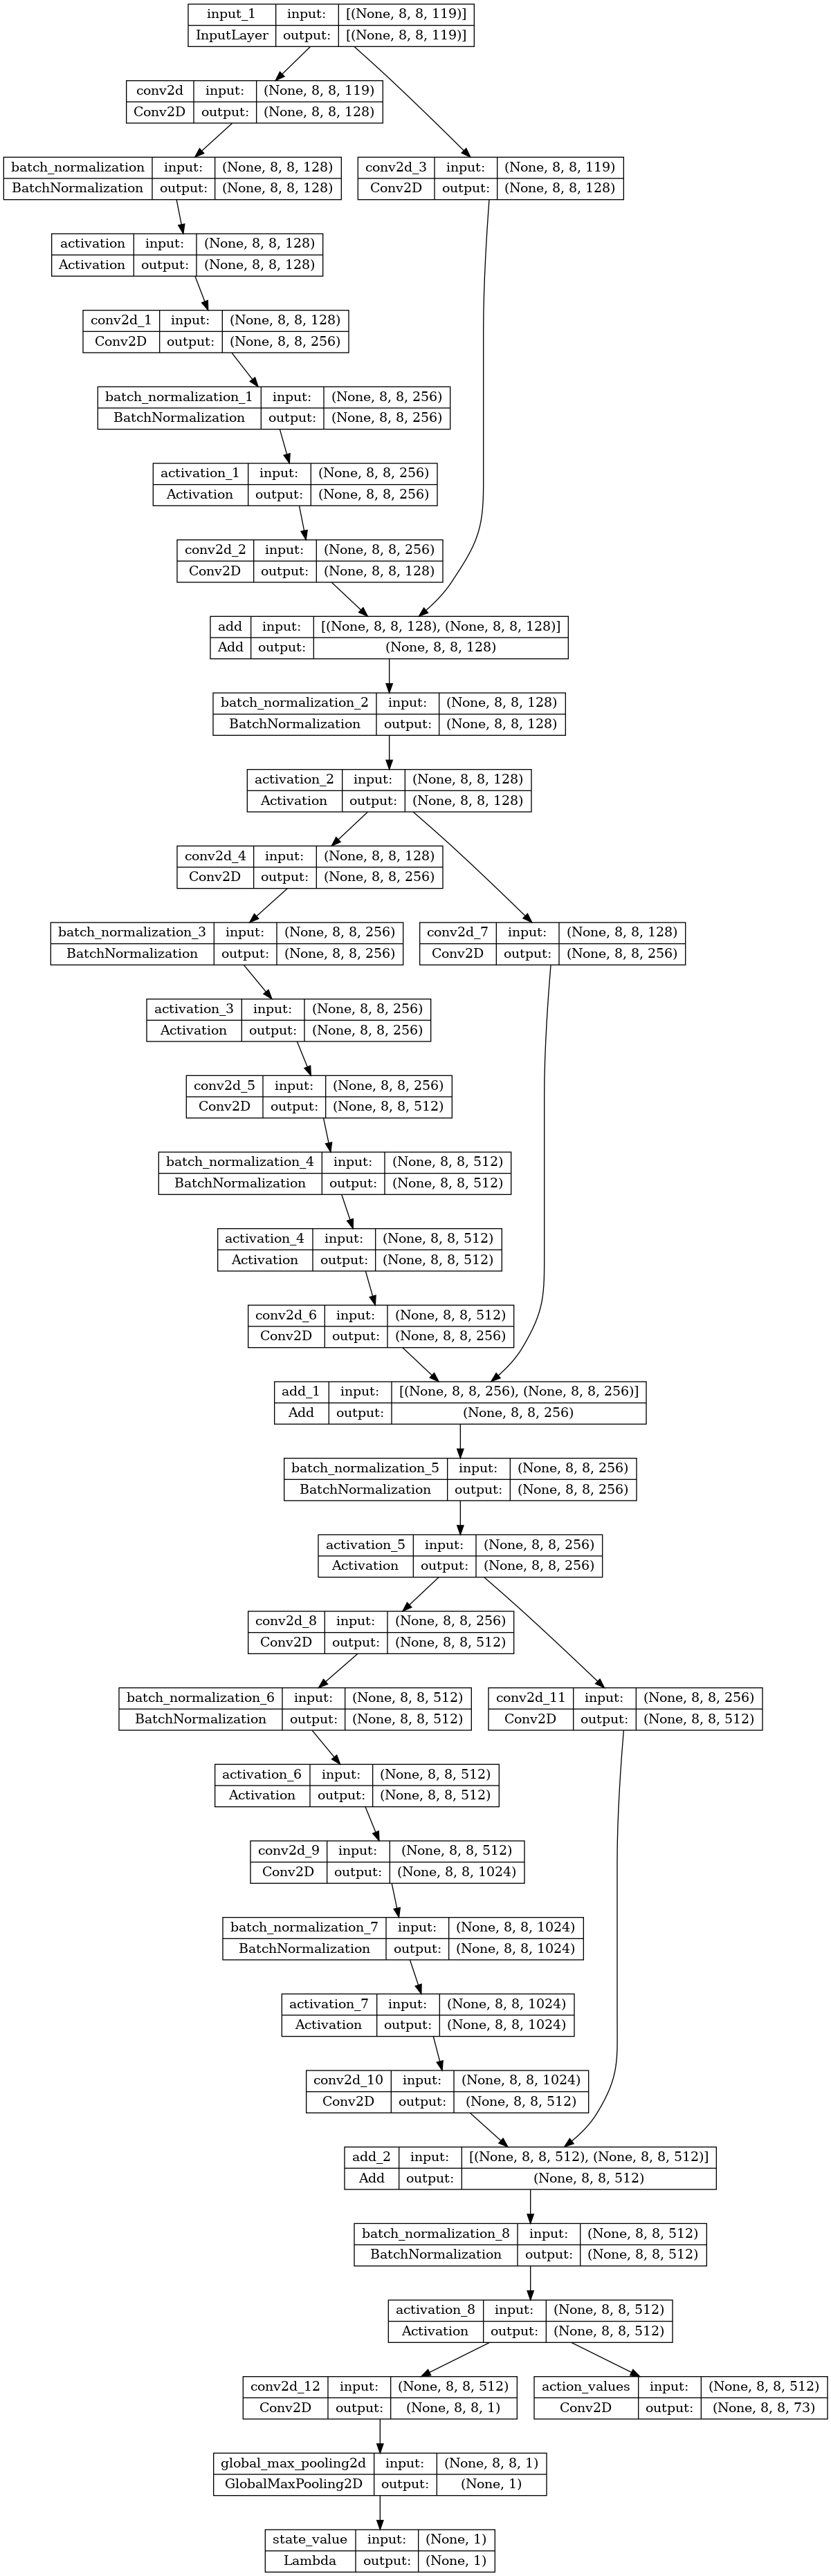 input_1 input: [(None, 8, 8, 119)]
InputLayer output: [(None, 8, 8, 119)]
conv2d input: (None, 8, 8, 119)
Conv2D output: (None, 8, 8, 128)
batch_normalization input: (None, 8, 8, 128)
BatchNormalization output: (None, 8, 8, 128)
conv2d_3 input: (None, 8, 8, 119)
Conv2D output: (None, 8, 8, 128)
activation input: (None, 8, 8, 128)
Activation output: (None, 8, 8, 128)
conv2d_1 input: (None, 8, 8, 128)
Conv2D output: (None, 8, 8, 256)
batch_normalization_1 input: (None, 8, 8, 256)
BatchNormalization output: (None, 8, 8, 256)
activation_1 input: (None, 8, 8, 256)
Activation output: (None, 8, 8, 256)
conv2d_2 input: (None, 8, 8, 256)
Conv2D output: (None, 8, 8, 128)
add input: [(None, 8, 8, 128), (None, 8, 8, 128)]
Add output: (None, 8, 8, 128)
batch_normalization_2 input: (None, 8, 8, 128)
BatchNormalization output: (None, 8, 8, 128)
activation_2 input: (None, 8, 8, 128)
Activation output: (None, 8, 8, 128)
conv2d_4 input: (None, 8, 8, 128)
Conv2D output: (None, 8, 8, 256)
batch_normalization_3 input: (None, 8, 8, 256)
BatchNormalization output: (None, 8, 8, 256)
conv2d_7 input: (None, 8, 8, 128)
Conv2D output: (None, 8, 8, 256)
activation_3 input: (None, 8, 8, 256)
Activation output: (None, 8, 8, 256)
conv2d_5 input: (None, 8, 8, 256)
Conv2D output: (None, 8, 8, 512)
batch_normalization_4 input: (None, 8, 8, 512)
BatchNormalization output: (None, 8, 8, 512)
activation_4 input: (None, 8, 8, 512)
Activation output: (None, 8, 8, 512)
conv2d_6 input: (None, 8, 8, 512)
Conv2D output: (None, 8, 8, 256)
add_1 input: [(None, 8, 8, 256), (None, 8, 8, 256)]
Add output: (None, 8, 8, 256)
batch_normalization_5 input: (None, 8, 8, 256)
BatchNormalization output: (None, 8, 8, 256)
activation_5 input: (None, 8, 8, 256)
Activation output: (None, 8, 8, 256)
conv2d_8 input: (None, 8, 8, 256)
Conv2D output: (None, 8, 8, 512)
batch_normalization_6 input: (None, 8, 8, 512)
BatchNormalization output: (None, 8, 8, 512)
conv2d_11 input: (None, 8, 8, 256)
Conv2D output: (None, 8, 8, 512)
activation_6 input: (None, 8, 8, 512)
Activation output: (None, 8, 8, 512)
conv2d_9 input: (None, 8, 8, 512)
Conv2D output: (None, 8, 8, 1024)
batch_normalization_7 input: (None, 8, 8, 1024)
BatchNormalization output: (None, 8, 8, 1024)
activation_7 input: (None, 8, 8, 1024)
Activation output: (None, 8, 8, 1024)
conv2d_10 input: (None, 8, 8, 1024)
Conv2D output: (None, 8, 8, 512)
add_2 input: [(None, 8, 8, 512), (None, 8, 8, 512)]
Add output: (None, 8, 8, 512)
batch_normalization_8 input: (None, 8, 8, 512)
BatchNormalization output: (None, 8, 8, 512)
activation_8 input: (None, 8, 8, 512)
Activation output: (None, 8, 8, 512)
conv2d_12 input: (None, 8, 8, 512)
Conv2D output: (None, 8, 8, 1)
action_values input: (None, 8, 8, 512)
Conv2D output: (None, 8, 8, 73)
global_max_pooling2d input: (None, 8, 8, 1)
GlobalMaxPooling2D output: (None, 1)
state_value input: (None, 1)
Lambda output: (None, 1)